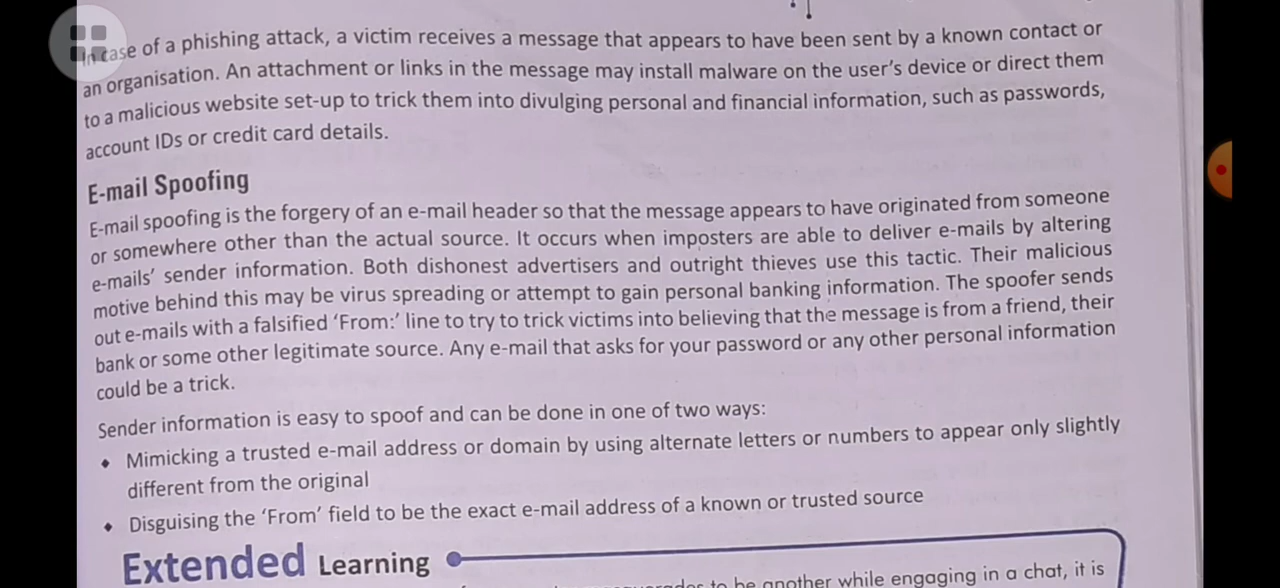 In case of a phishing attack, a victim receives a message that appears to have been sent by a known contact or
an organisation. An attachment or links in the message may install malware on the user's device or direct them
to a malicious website set-up to trick them into divulging personal and financial information, such as passwords,
account IDs or credit card details.
E-mail Spoofing
E-mail spoofing is the forgery of an e-mail header so that the message appears to have originated from someone
or somewhere other than the actual source. It occurs when imposters are able to deliver e-mails by altering
e-mails' sender information. Both dishonest advertisers and outright thieves use this tactic. Their malicious
motive behind this may be virus spreading or attempt to gain personal banking information. The spoofer sends
out e-mails with a falsified 'From:' line to try to trick victims into believing that the message is from a friend, their
bank or some other legitimate source. Any e-mail that asks for your password or any other personal information
could be a trick.
Sender information is easy to spoof and can be done in one of two ways:
• Mimicking a trusted e-mail address or domain by using alternate letters or numbers to appear only slightly
different from the original
• Disguising the 'From' field to be the exact e-mail address of a known or trusted source
Extended Learning
to be another while engaging in a chat, it is